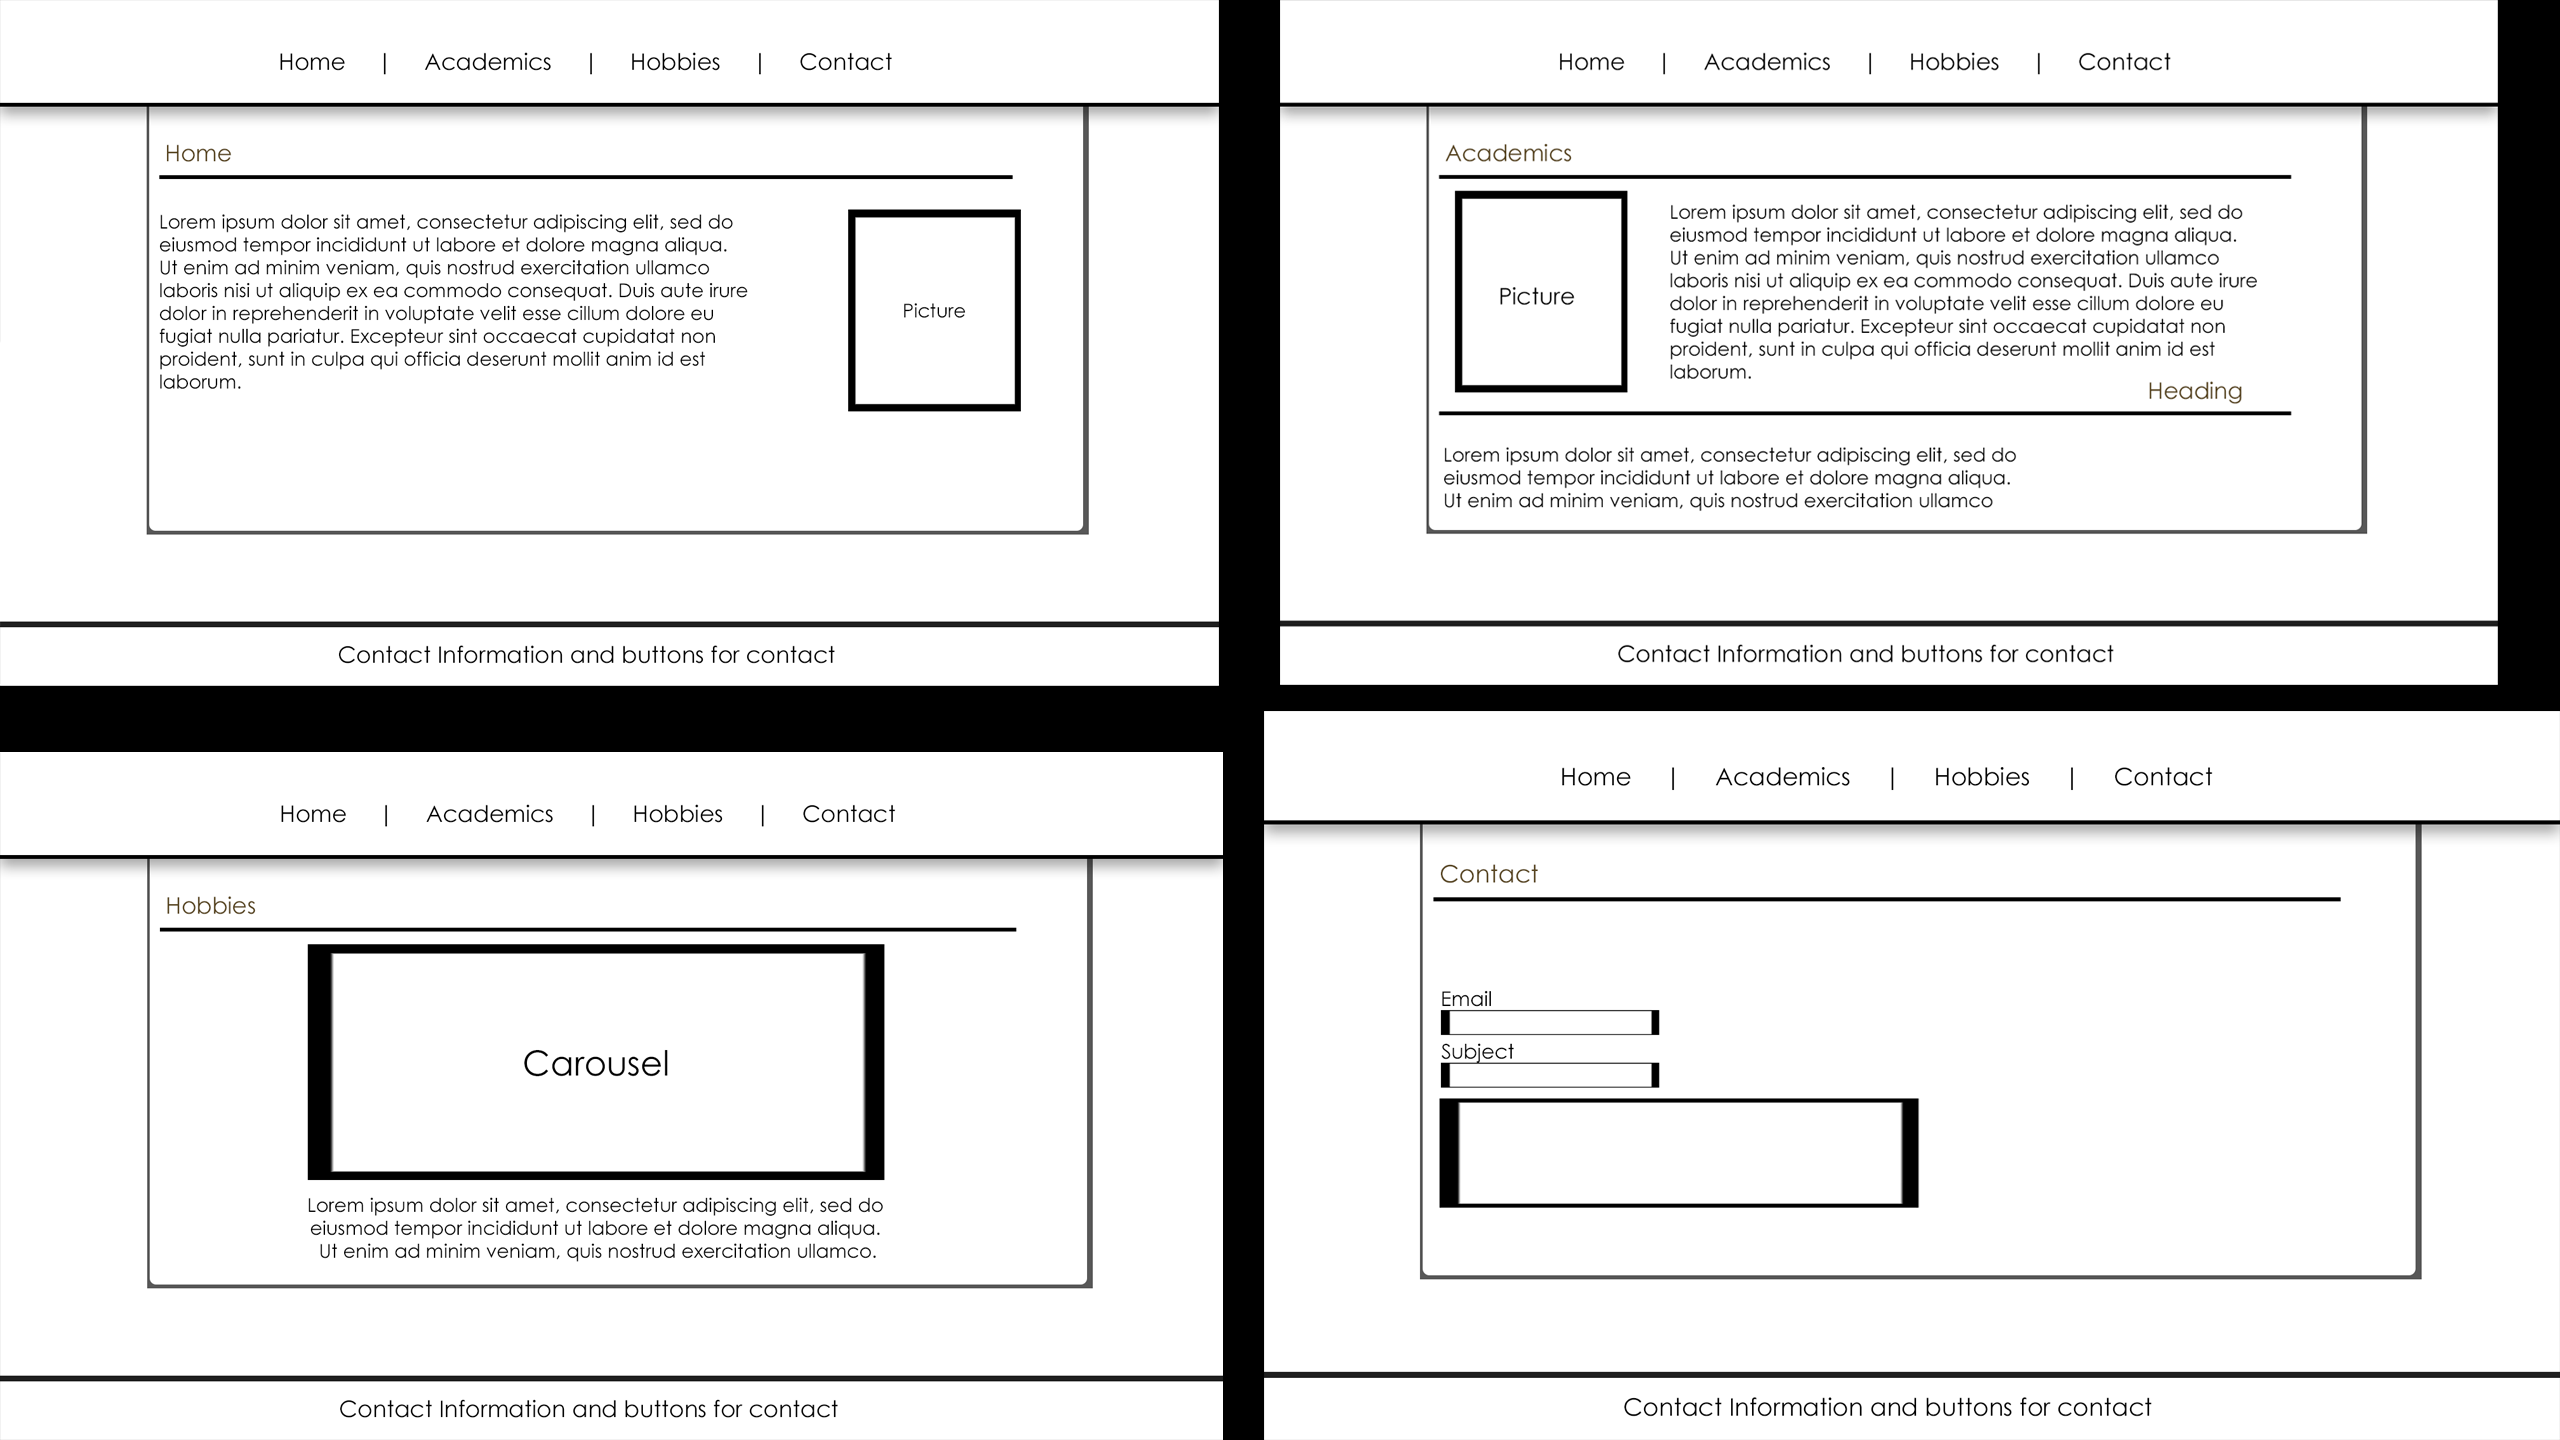 Home | Academics | Hobbies | Contact
Home
Lorem ipsum dolor sit amet, consectetur adipiscing elit, sed do
eiusmod tempor incididunt ut labore et dolore magna aliqua.
Ut enim ad minim veniam, quis nostrud exercitation ullamco
laboris nisi ut aliquip ex ea commodo consequat. Duis aute irure
dolor in reprehenderit in voluptate velit esse cillum dolore eu
fugiat nulla pariatur. Excepteur sint occaecat cupidatat non
proident, sunt in culpa qui officia deserunt mollit anim id est
laborum.
Picture
Contact Information and buttons for contact
Home | Academics | Hobbies | Contact
Academics
Picture
Lorem ipsum dolor sit amet, consectetur adipiscing elit, sed do
eiusmod tempor incididunt ut labore et dolore magna aliqua.
Ut enim ad minim veniam, quis nostrud exercitation ullamco
laboris nisi ut aliquip ex ea commodo consequat. Duis aute irure
dolor in reprehenderit in voluptate velit esse cillum dolore eu
fugiat nulla pariatur. Excepteur sint occaecat cupidatat non
proident, sunt in culpa qui officia deserunt mollit anim id est
laborum.
Heading
Lorem ipsum dolor sit amet, consectetur adipiscing elit, sed do
eiusmod tempor incididunt ut labore et dolore magna aliqua.
Ut enim ad minim veniam, quis nostrud exercitation ullamco
Contact Information and buttons for contact
Home | Academics | Hobbies | Contact
Hobbies
Carousel
Lorem ipsum dolor sit amet, consectetur adipiscing elit, sed do
eiusmod tempor incididunt ut labore et dolore magna aliqua.
Ut enim ad minim veniam, quis nostrud exercitation ullamco.
Contact Information and buttons for contact
Home | Academics | Hobbies | Contact
Contact
Email
Subject
Contact Information and buttons for contact